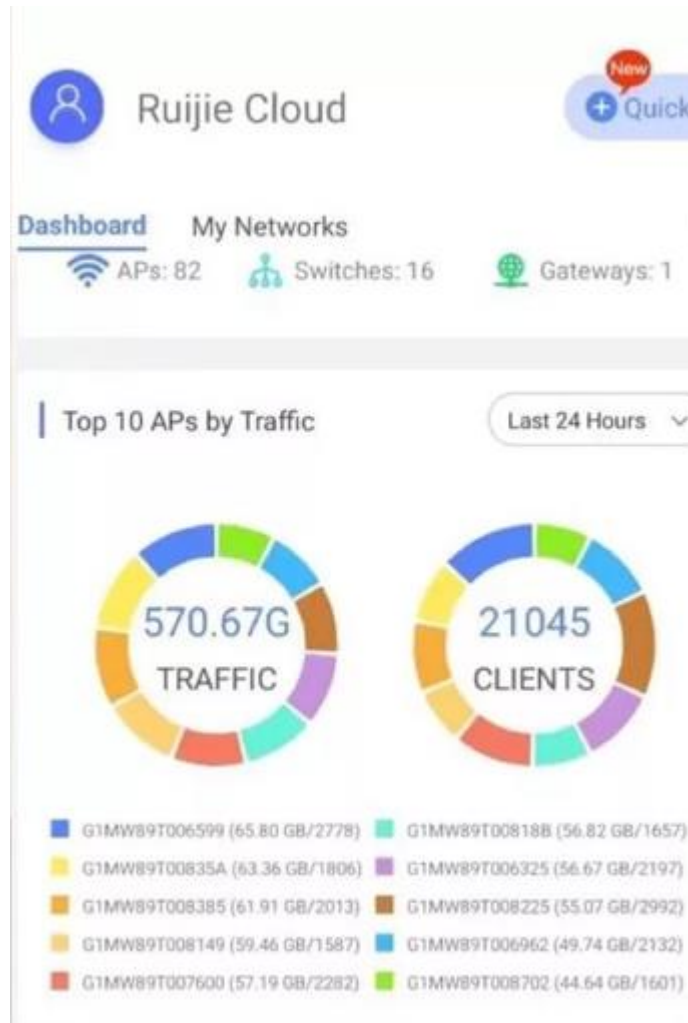 New
Ruijie Cloud
Quick
Dashboard My Networks
APs: 82 Switches: 16 Gateways: 1
Top 10 APs by Traffic
Last 24 Hours
570.67G
TRAFFIC
21045
CLIENTS
G1MW89T006599 (65.80 GB/2778) G1MW89T00818B (56.82 GB/1657)
G1MW89T00835A (63.36 GB/1806) G1MW89T006325 (56.67 GB/2197)
G1MW89T008385 (61.91 GB/2013) G1MW89T008225 (55.07 GB/2992)
G1MW89T008149 (59.46 GB/1587) G1MW89T006962 (49.74 GB/2132)
G1MW89T007600 (57.19 GB/2282) G1MW89T008702 (44.64 GB/1601)